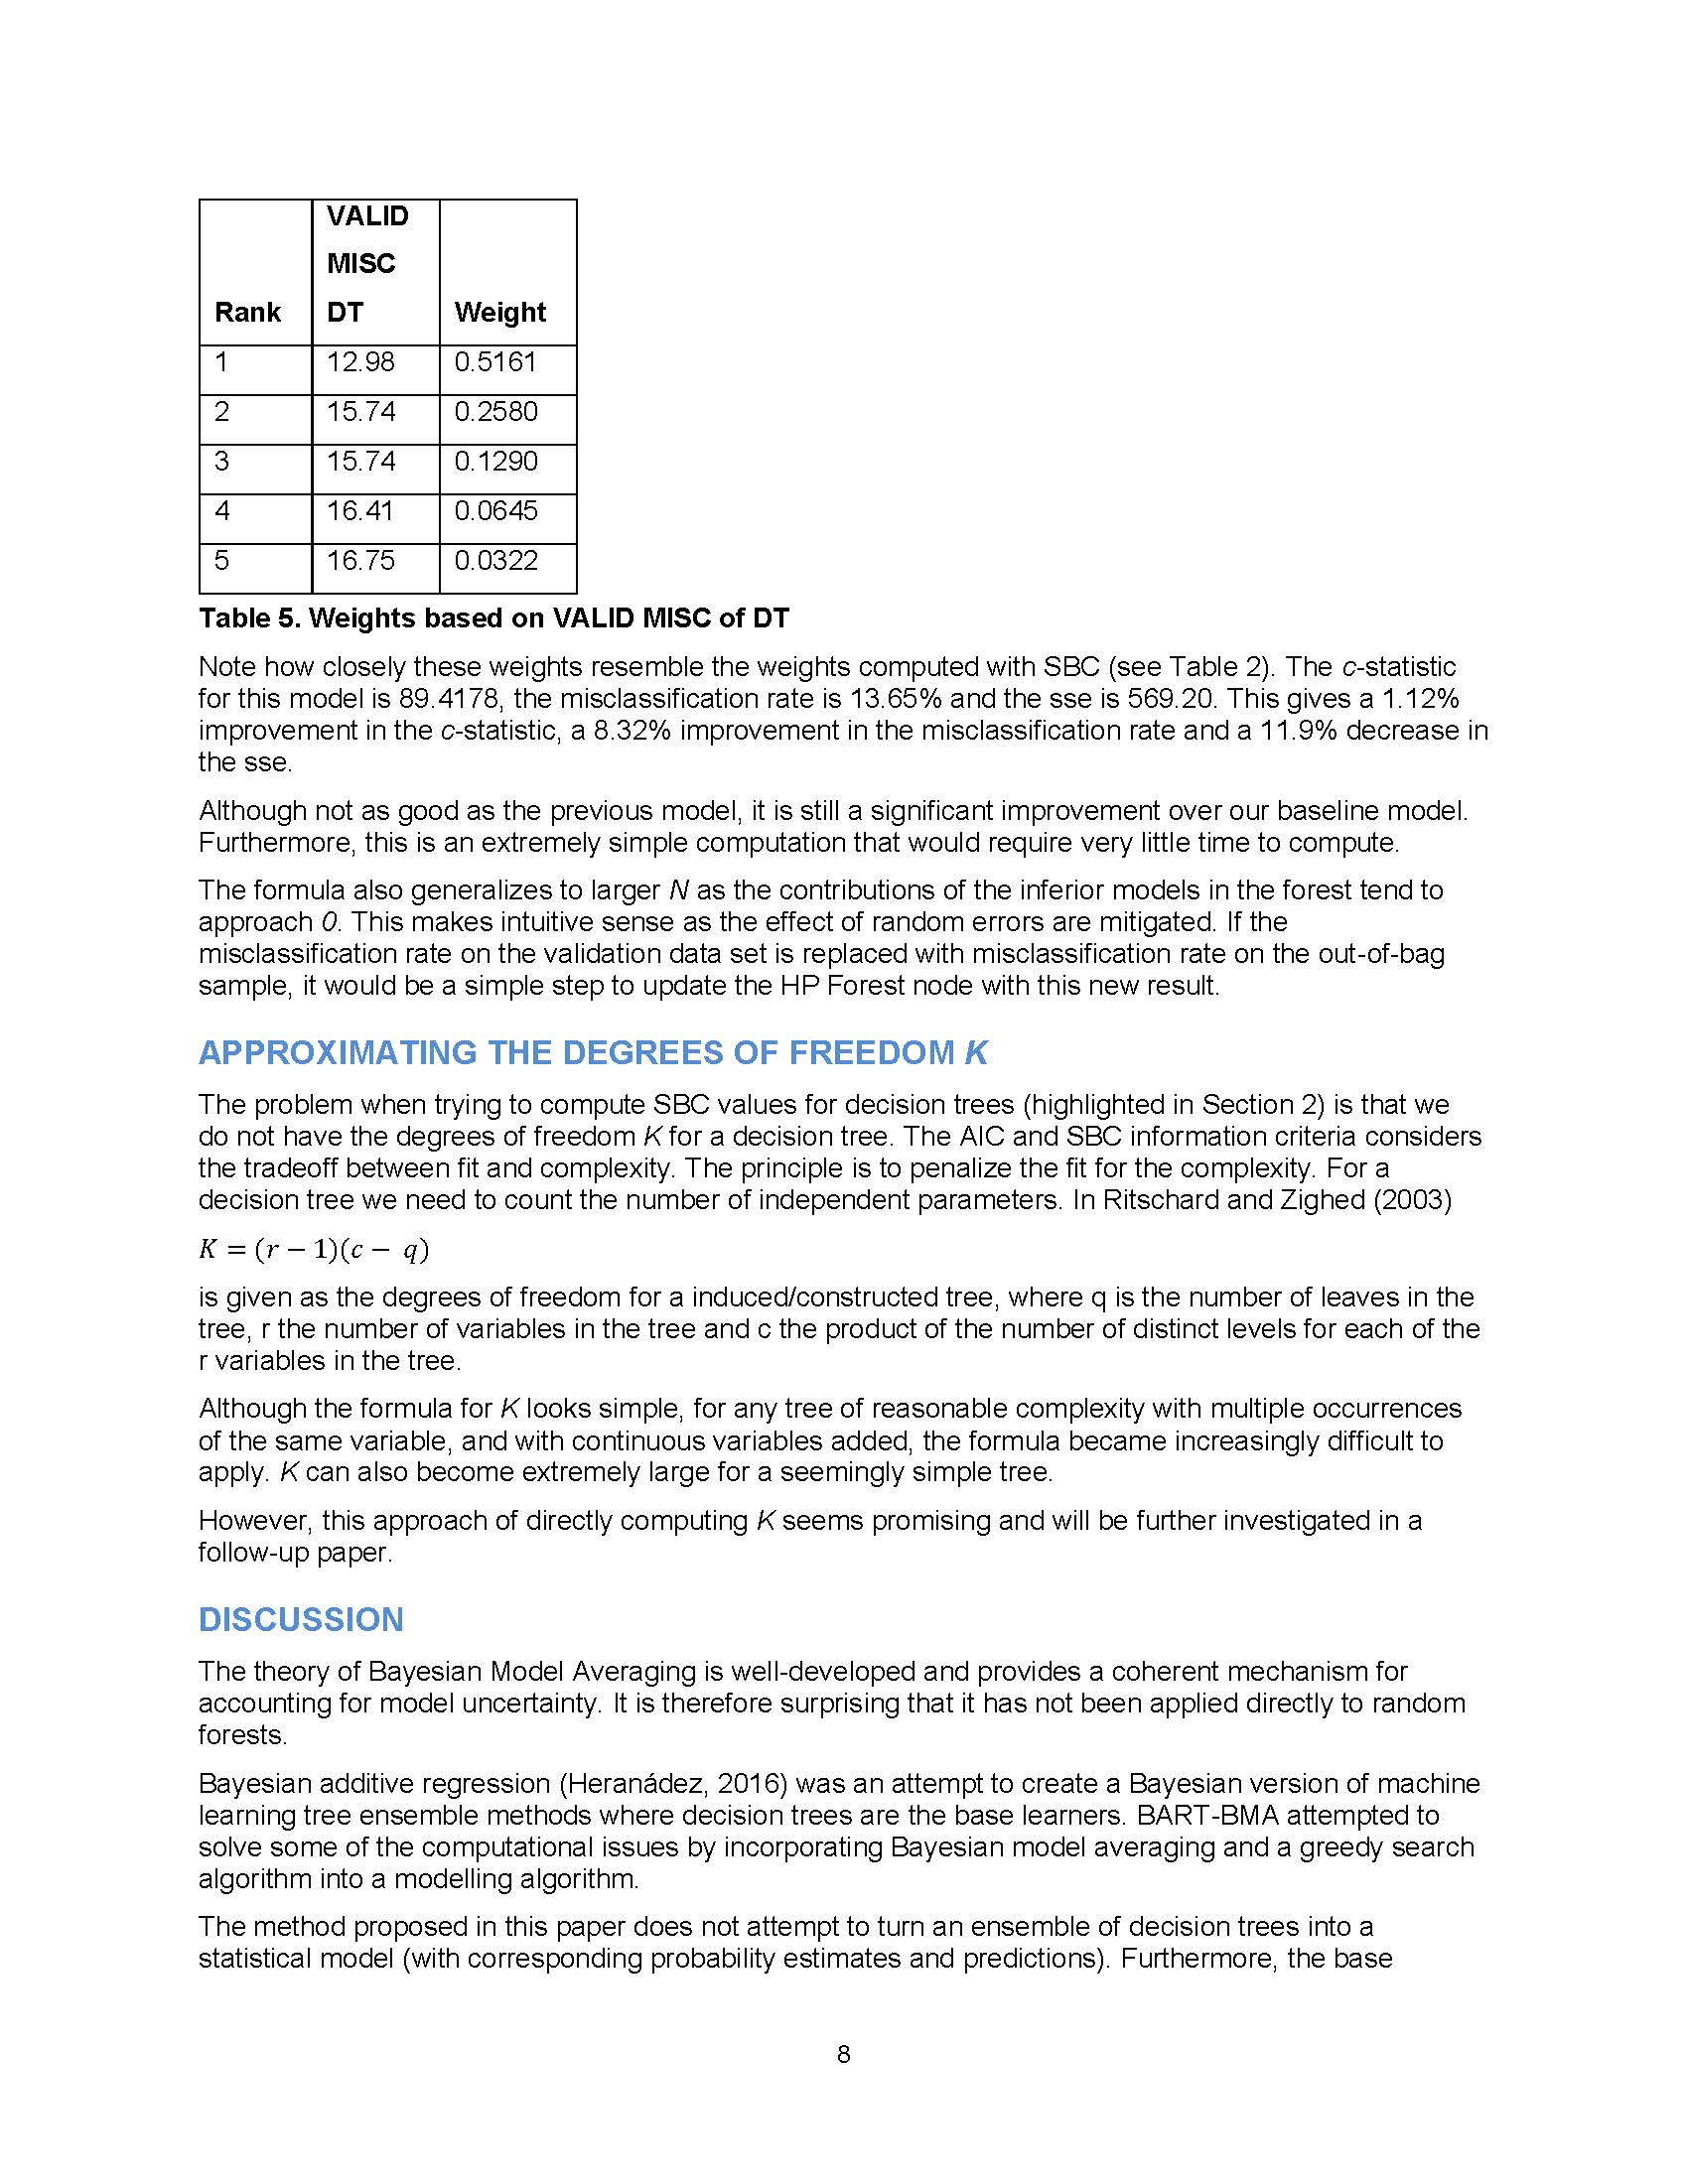 VALID
MISC
Rank DT Weight
1 12.98 0.5161
2 15.74 0.2580
3 15.74 0.1290
4 16.41 0.0645
5 16.75 0.0322
Table 5. Weights based on VALID MISC of DT
Note how closely these weights resemble the weights computed with SBC (see Table 2). The c-statistic
for this model is 89.4178, the misclassification rate is 13.65% and the sse is 569.20. This gives a 1.12%
improvement in the c-statistic, a 8.32% improvement in the misclassification rate and a 11.9% decrease in
the sse.
Although not as good as the previous model, it is still a significant improvement over our baseline model.
Furthermore, this is an extremely simple computation that would require very little time to compute.
The formula also generalizes to larger N as the contributions of the inferior models in the forest tend to
approach 0. This makes intuitive sense as the effect of random errors are mitigated. If the
misclassification rate on the validation data set is replaced with misclassification rate on the out-of-bag
sample, it would be a simple step to update the HP Forest node with this new result.
APPROXIMATING THE DEGREES OF FREEDOM K
The problem when trying to compute SBC values for decision trees (highlighted in Section 2) is that we
do not have the degrees of freedom K for a decision tree. The AIC and SBC information criteria considers
the tradeoff between fit and complexity. The principle is to penalize the fit for the complexity. For a
decision tree we need to count the number of independent parameters. In Ritschard and Zighed (2003)
K = (r − 1)(c − q)
is given as the degrees of freedom for a induced/constructed tree, where q is the number of leaves in the
tree, r the number of variables in the tree and c the product of the number of distinct levels for each of the
r variables in the tree.
Although the formula for K looks simple, for any tree of reasonable complexity with multiple occurrences
of the same variable, and with continuous variables added, the formula became increasingly difficult to
apply. K can also become extremely large for a seemingly simple tree.
However, this approach of directly computing K seems promising and will be further investigated in a
follow-up paper.
DISCUSSION
The theory of Bayesian Model Averaging is well-developed and provides a coherent mechanism for
accounting for model uncertainty. It is therefore surprising that it has not been applied directly to random
forests.
Bayesian additive regression (Heranádez, 2016) was an attempt to create a Bayesian version of machine
learning tree ensemble methods where decision trees are the base learners. BART-BMA attempted to
solve some of the computational issues by incorporating Bayesian model averaging and a greedy search
algorithm into a modelling algorithm.
The method proposed in this paper does not attempt to turn an ensemble of decision trees into a
statistical model (with corresponding probability estimates and predictions). Furthermore, the base
8